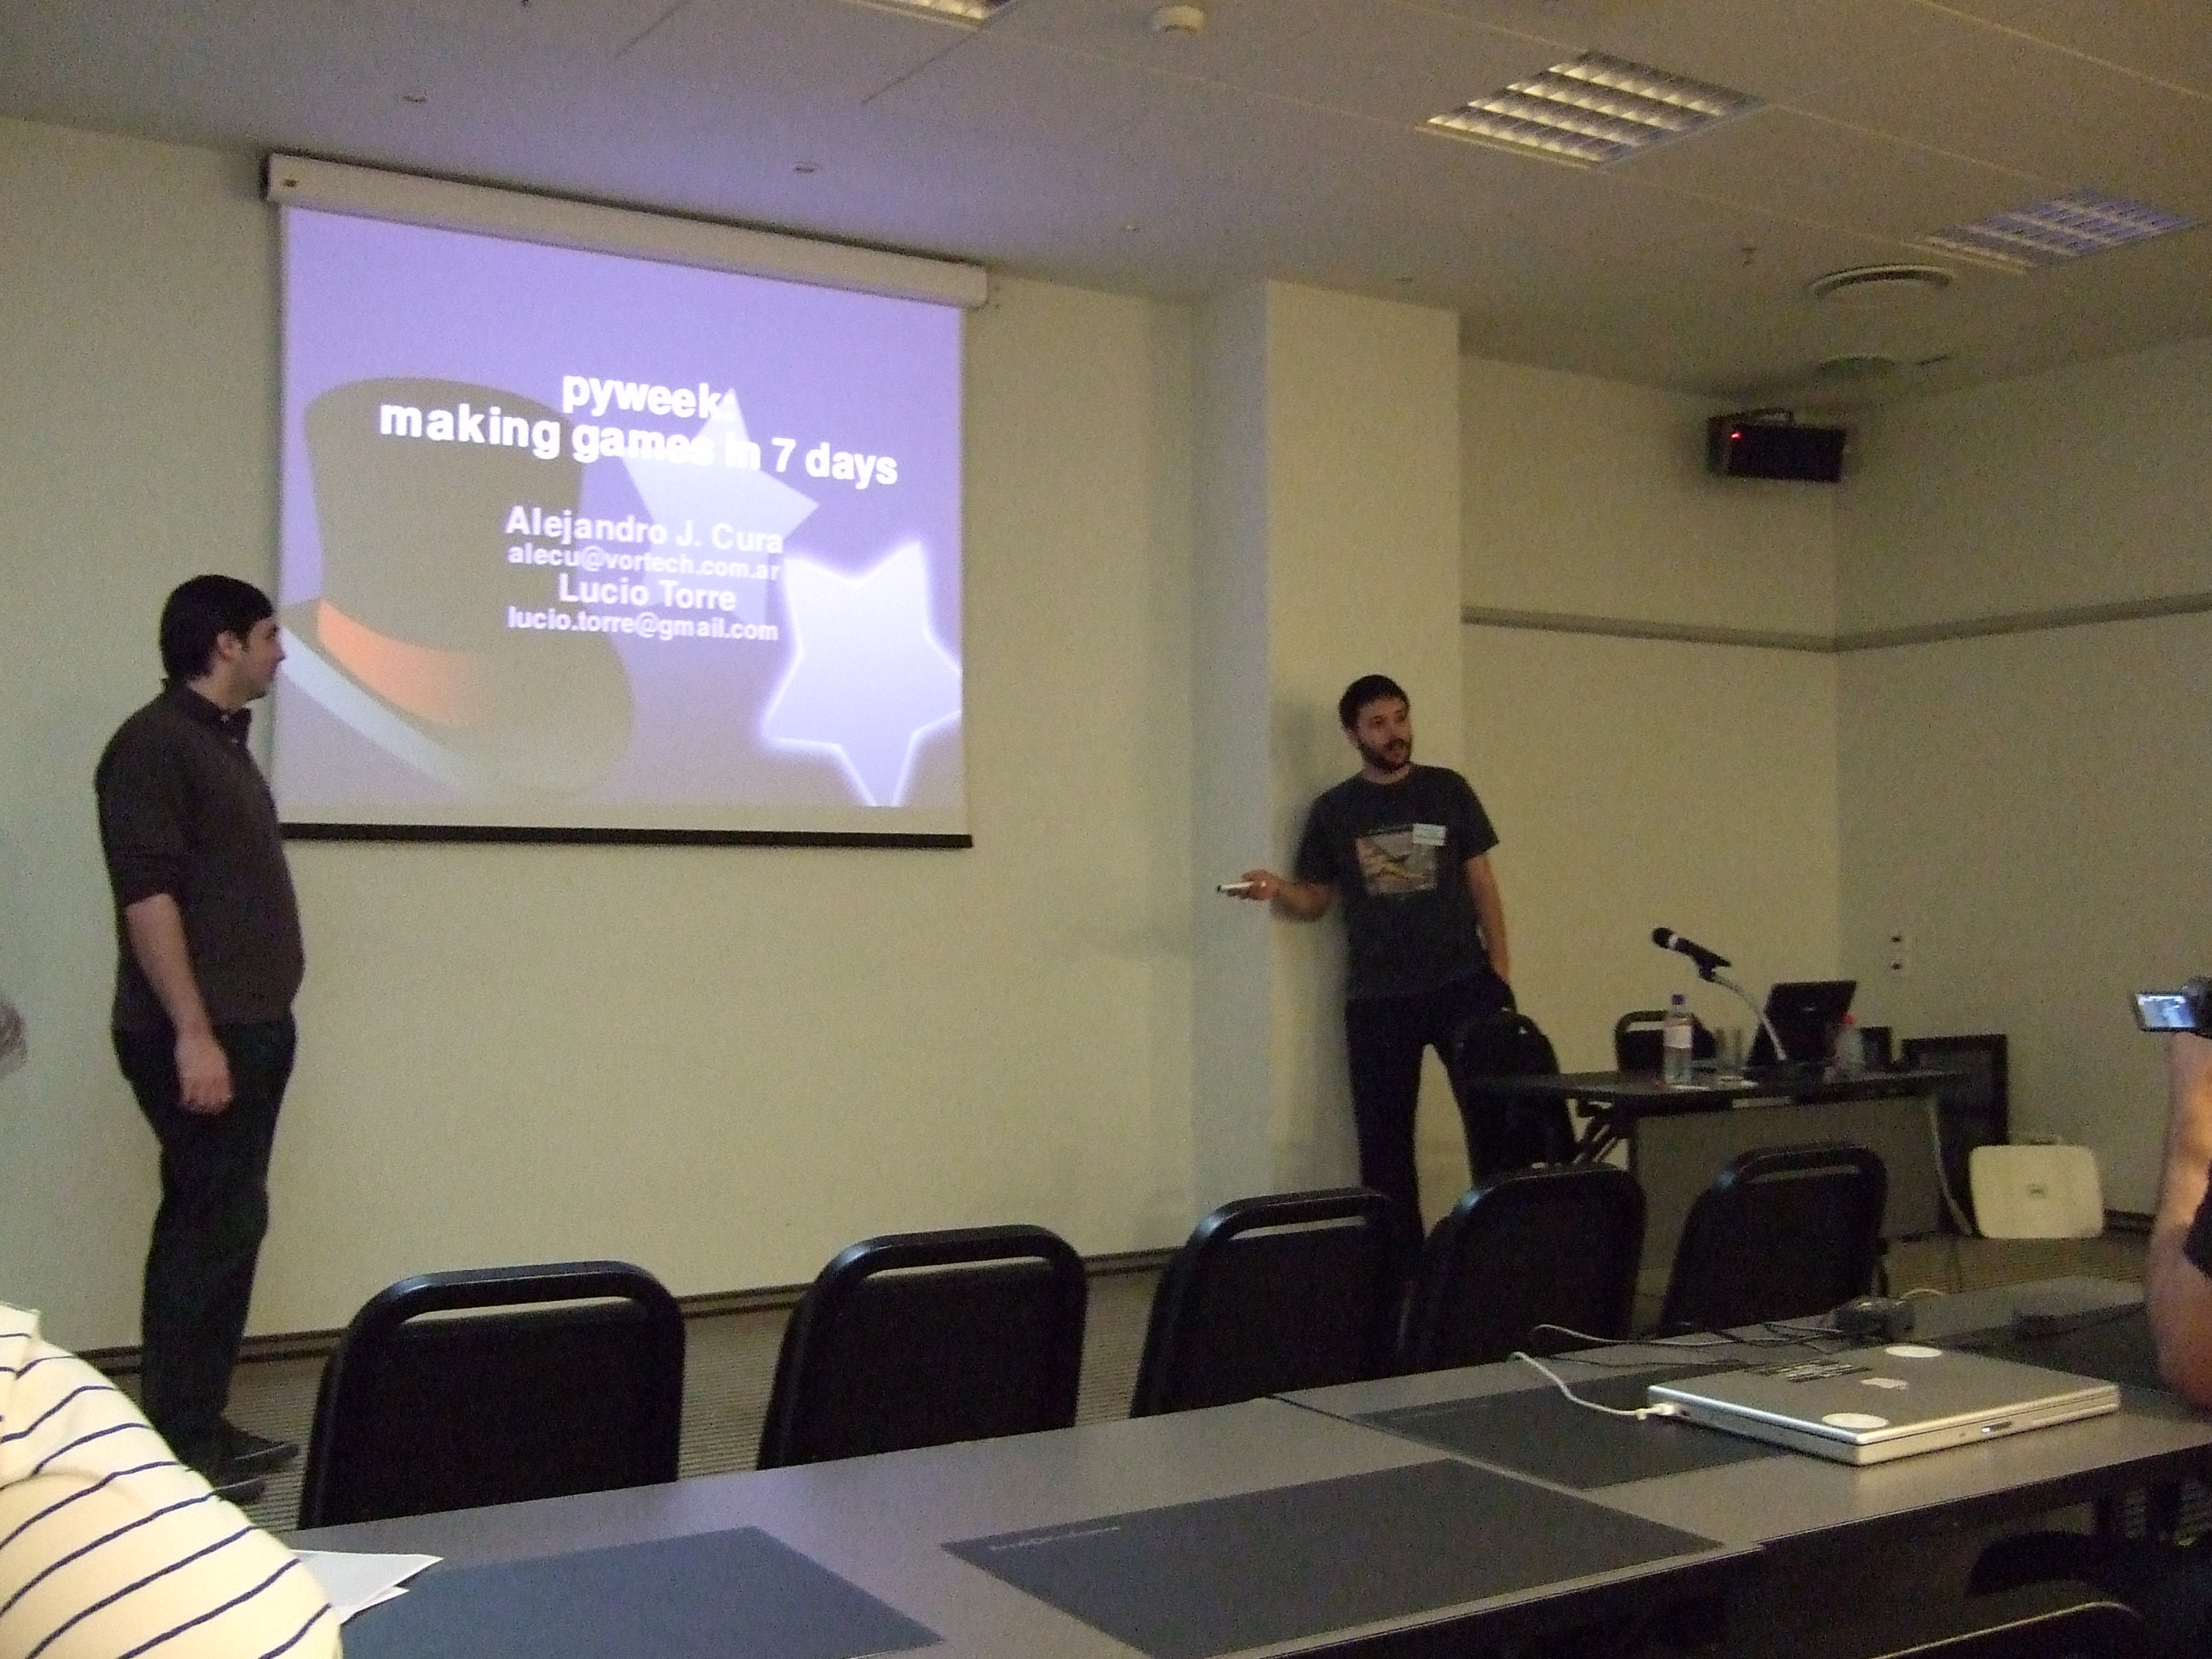 pyweek:
making games in 7 days
Alejandro J. Cura
alecu@vortech.com.ar
Lucio Torre
lucio.torre@gmail.com